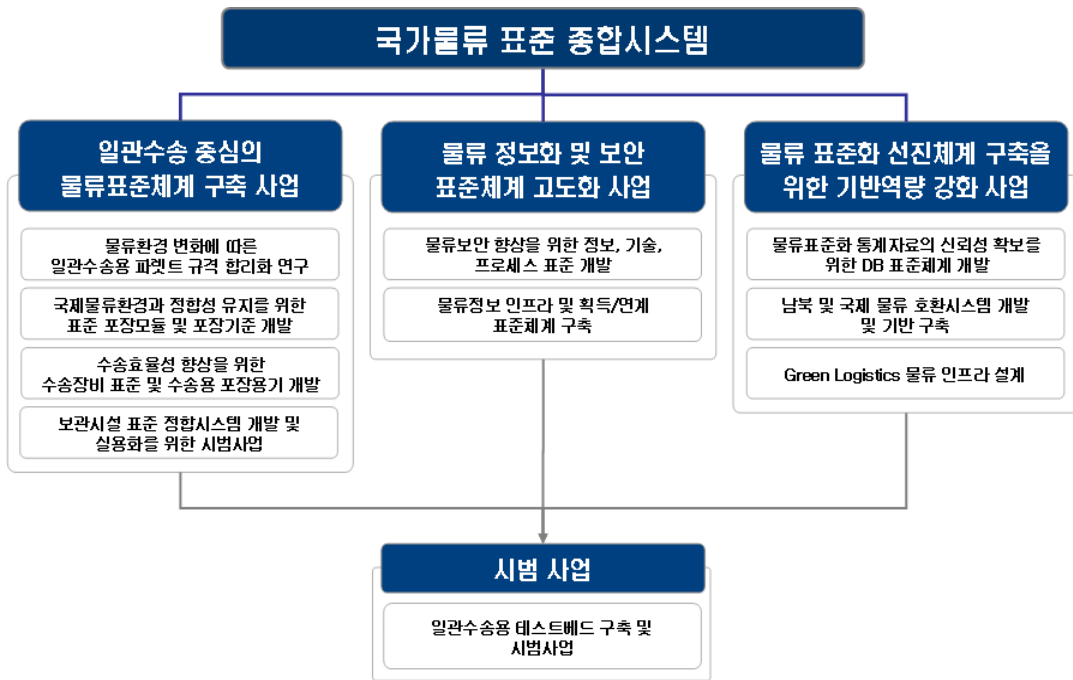 국가물류 표준 종합시스템
일관수송 중심의
물류표준체계 구축 사업
물류환경 변화에 따른
일관수송용 파렛트 규격 합리화 연구
국제물류환경과 정합성 유지를 위한
표준 포장모듈 및 포장기준 개발
수송효율성 향상을 위한
수송장비 표준 및 수송용 포장용기 개발
보관시설 표준 정합시스템 개발 및
실용화를 위한 시범사업
물류 정보화 및 보안
표준체계 고도화 사업
물류보안 향상을 위한 정보, 기술,
프로세스 표준 개발
물류정보 인프라 및 획득/연계
표준체계 구축
물류 표준화 선진체계 구축을
위한 기반역량 강화 사업
물류표준화 통계자료의 신뢰성 확보를
위한 DB 표준체계 개발
남북 및 국제 물류 호환시스템 개발
및 기반 구축
Green Logistics 물류 인프라 설계
시범 사업
일관수송용 테스트베드 구축 및
시범사업